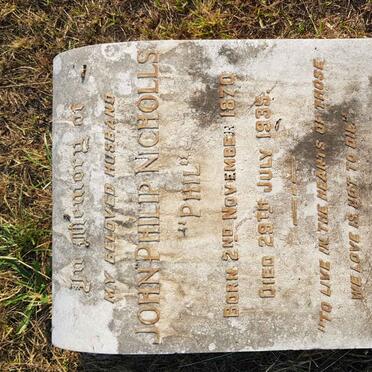 In Memory of
MY BELOVED HUSBAND
JOHN PHILIP NICHOLLS
"PHIL"
BORN 2ND NOVEMBER 1870
DIED 29TH JULY 1935
"TO LIVE IN THE HEARTS OF THOSE
WE LOVE IS NOT TO DIE."